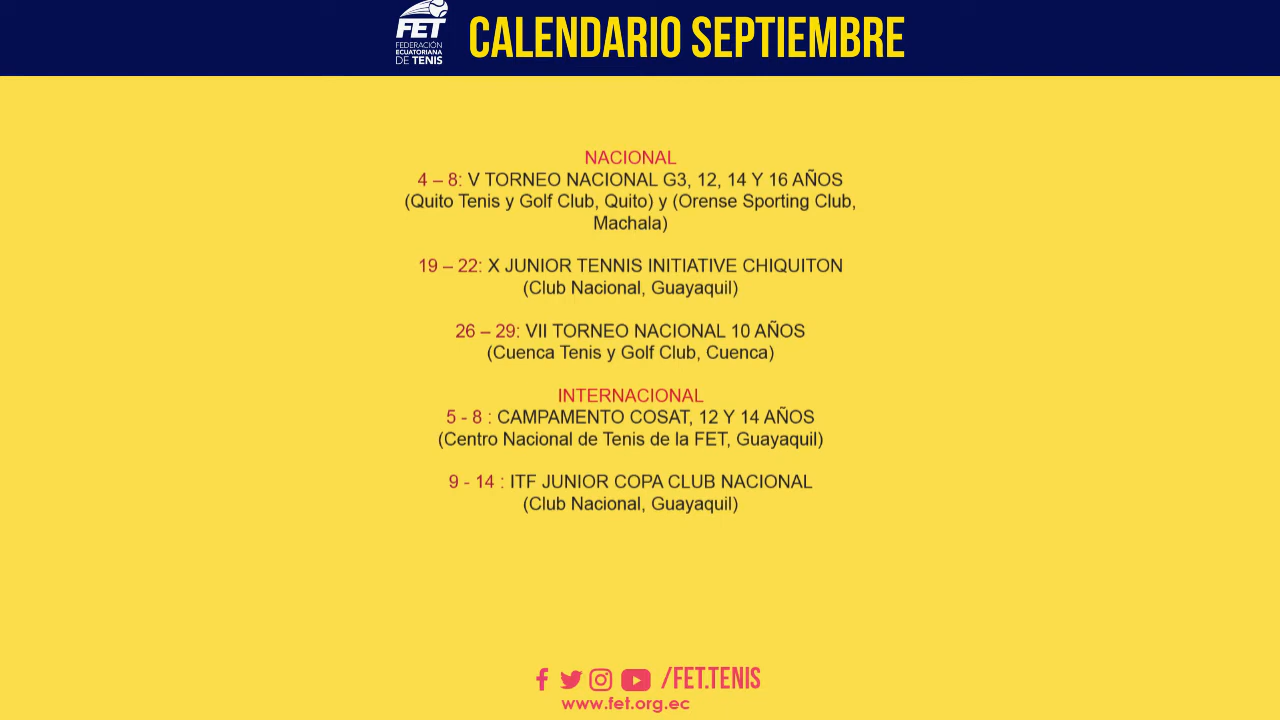 FET
FEDERACIÓN
ECUATORIANA
DE TENIS
CALENDARIO SEPTIEMBRE
NACIONAL
4 – 8: V TORNEO NACIONAL G3, 12, 14 Y 16 AÑOS
(Quito Tenis y Golf Club, Quito) y (Orense Sporting Club,
Machala)
19 – 22: X JUNIOR TENNIS INITIATIVE CHIQUITON
(Club Nacional, Guayaquil)
26 – 29: VII TORNEO NACIONAL 10 AÑOS
(Cuenca Tenis y Golf Club, Cuenca)
INTERNACIONAL
5 - 8 : CAMPAMENTO COSAT, 12 Y 14 AÑOS
(Centro Nacional de Tenis de la FET, Guayaquil)
9 - 14 : ITF JUNIOR COPA CLUB NACIONAL
(Club Nacional, Guayaquil)
/FET.TENIS
www.fet.org.ec